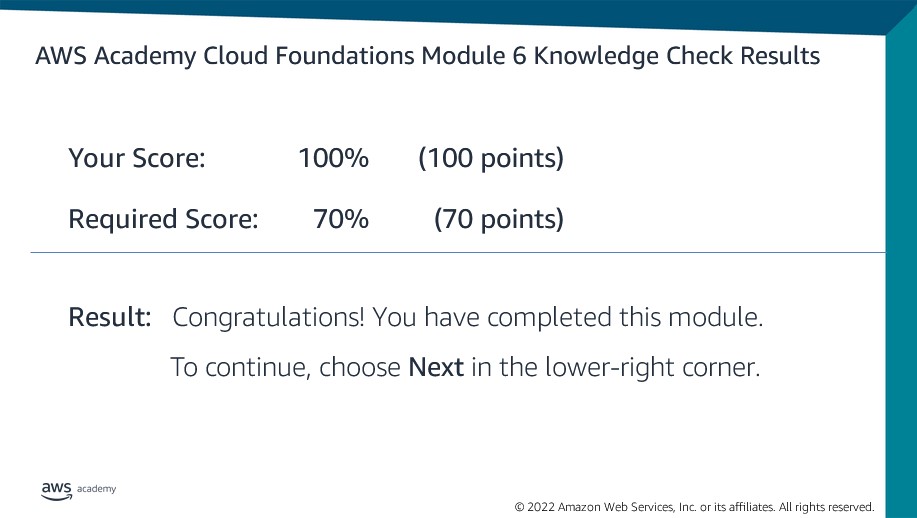 AWS Academy Cloud Foundations Module 6 Knowledge Check Results
Your Score: 100% (100 points)
Required Score: 70% (70 points)
Result: Congratulations! You have completed this module.
To continue, choose Next in the lower-right corner.
aws academy
© 2022 Amazon Web Services, Inc. or its affiliates. All rights reserved.